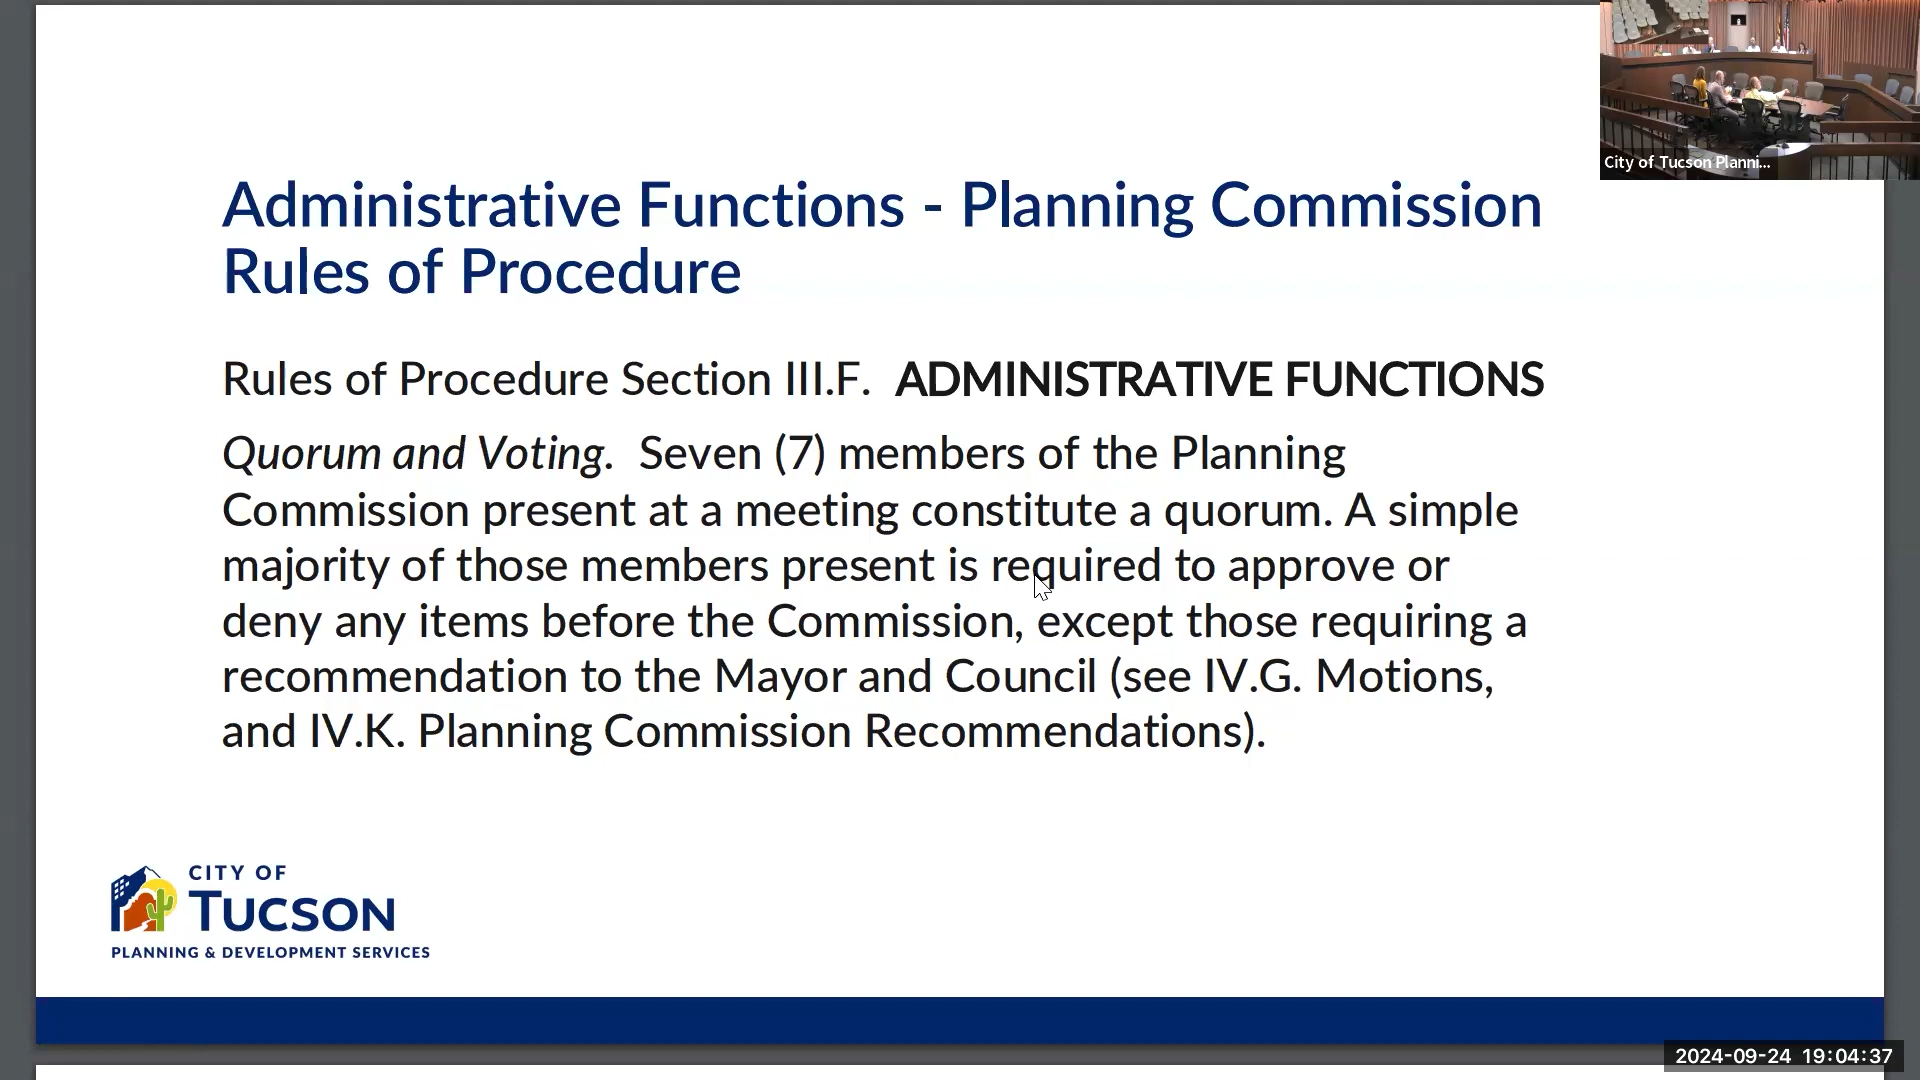 City of Tucson Planni...
Administrative Functions - Planning Commission
Rules of Procedure
Rules of Procedure Section III.F.  ADMINISTRATIVE FUNCTIONS
Quorum and Voting.  Seven (7) members of the Planning
Commission present at a meeting constitute a quorum. A simple
majority of those members present is required to approve or
deny any items before the Commission, except those requiring a
recommendation to the Mayor and Council (see IV.G. Motions,
and IV.K. Planning Commission Recommendations).
CITY OF
TUCSON
PLANNING & DEVELOPMENT SERVICES
2024-09-24 19:04:37